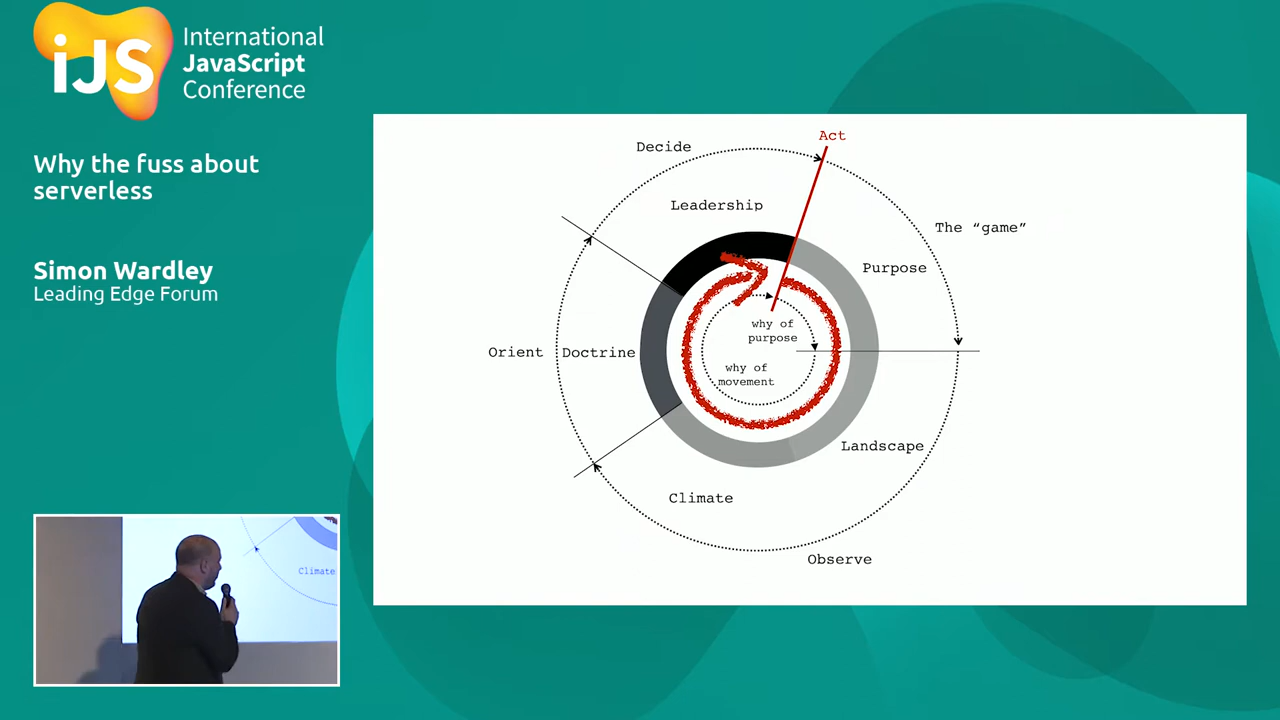 iJS
International
JavaScript
Conference
Why the fuss about
serverless
Simon Wardley
Leading Edge Forum
Act
Decide
Leadership
The “game”
Purpose
why of
purpose
Orient
Doctrine
why of
movement
Landscape
Climate
Observe
Climate